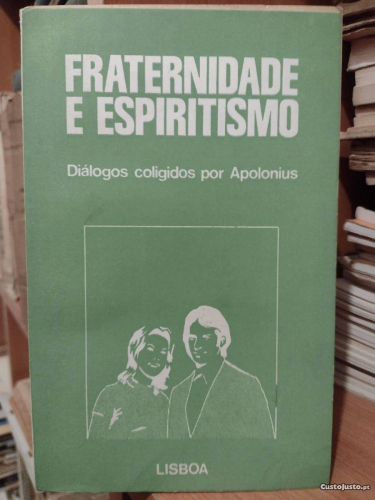 FRATERNIDADE
E ESPIRITISMO
Diálogos coligidos por Apolonius
LISBOA
CustoJusto.pt